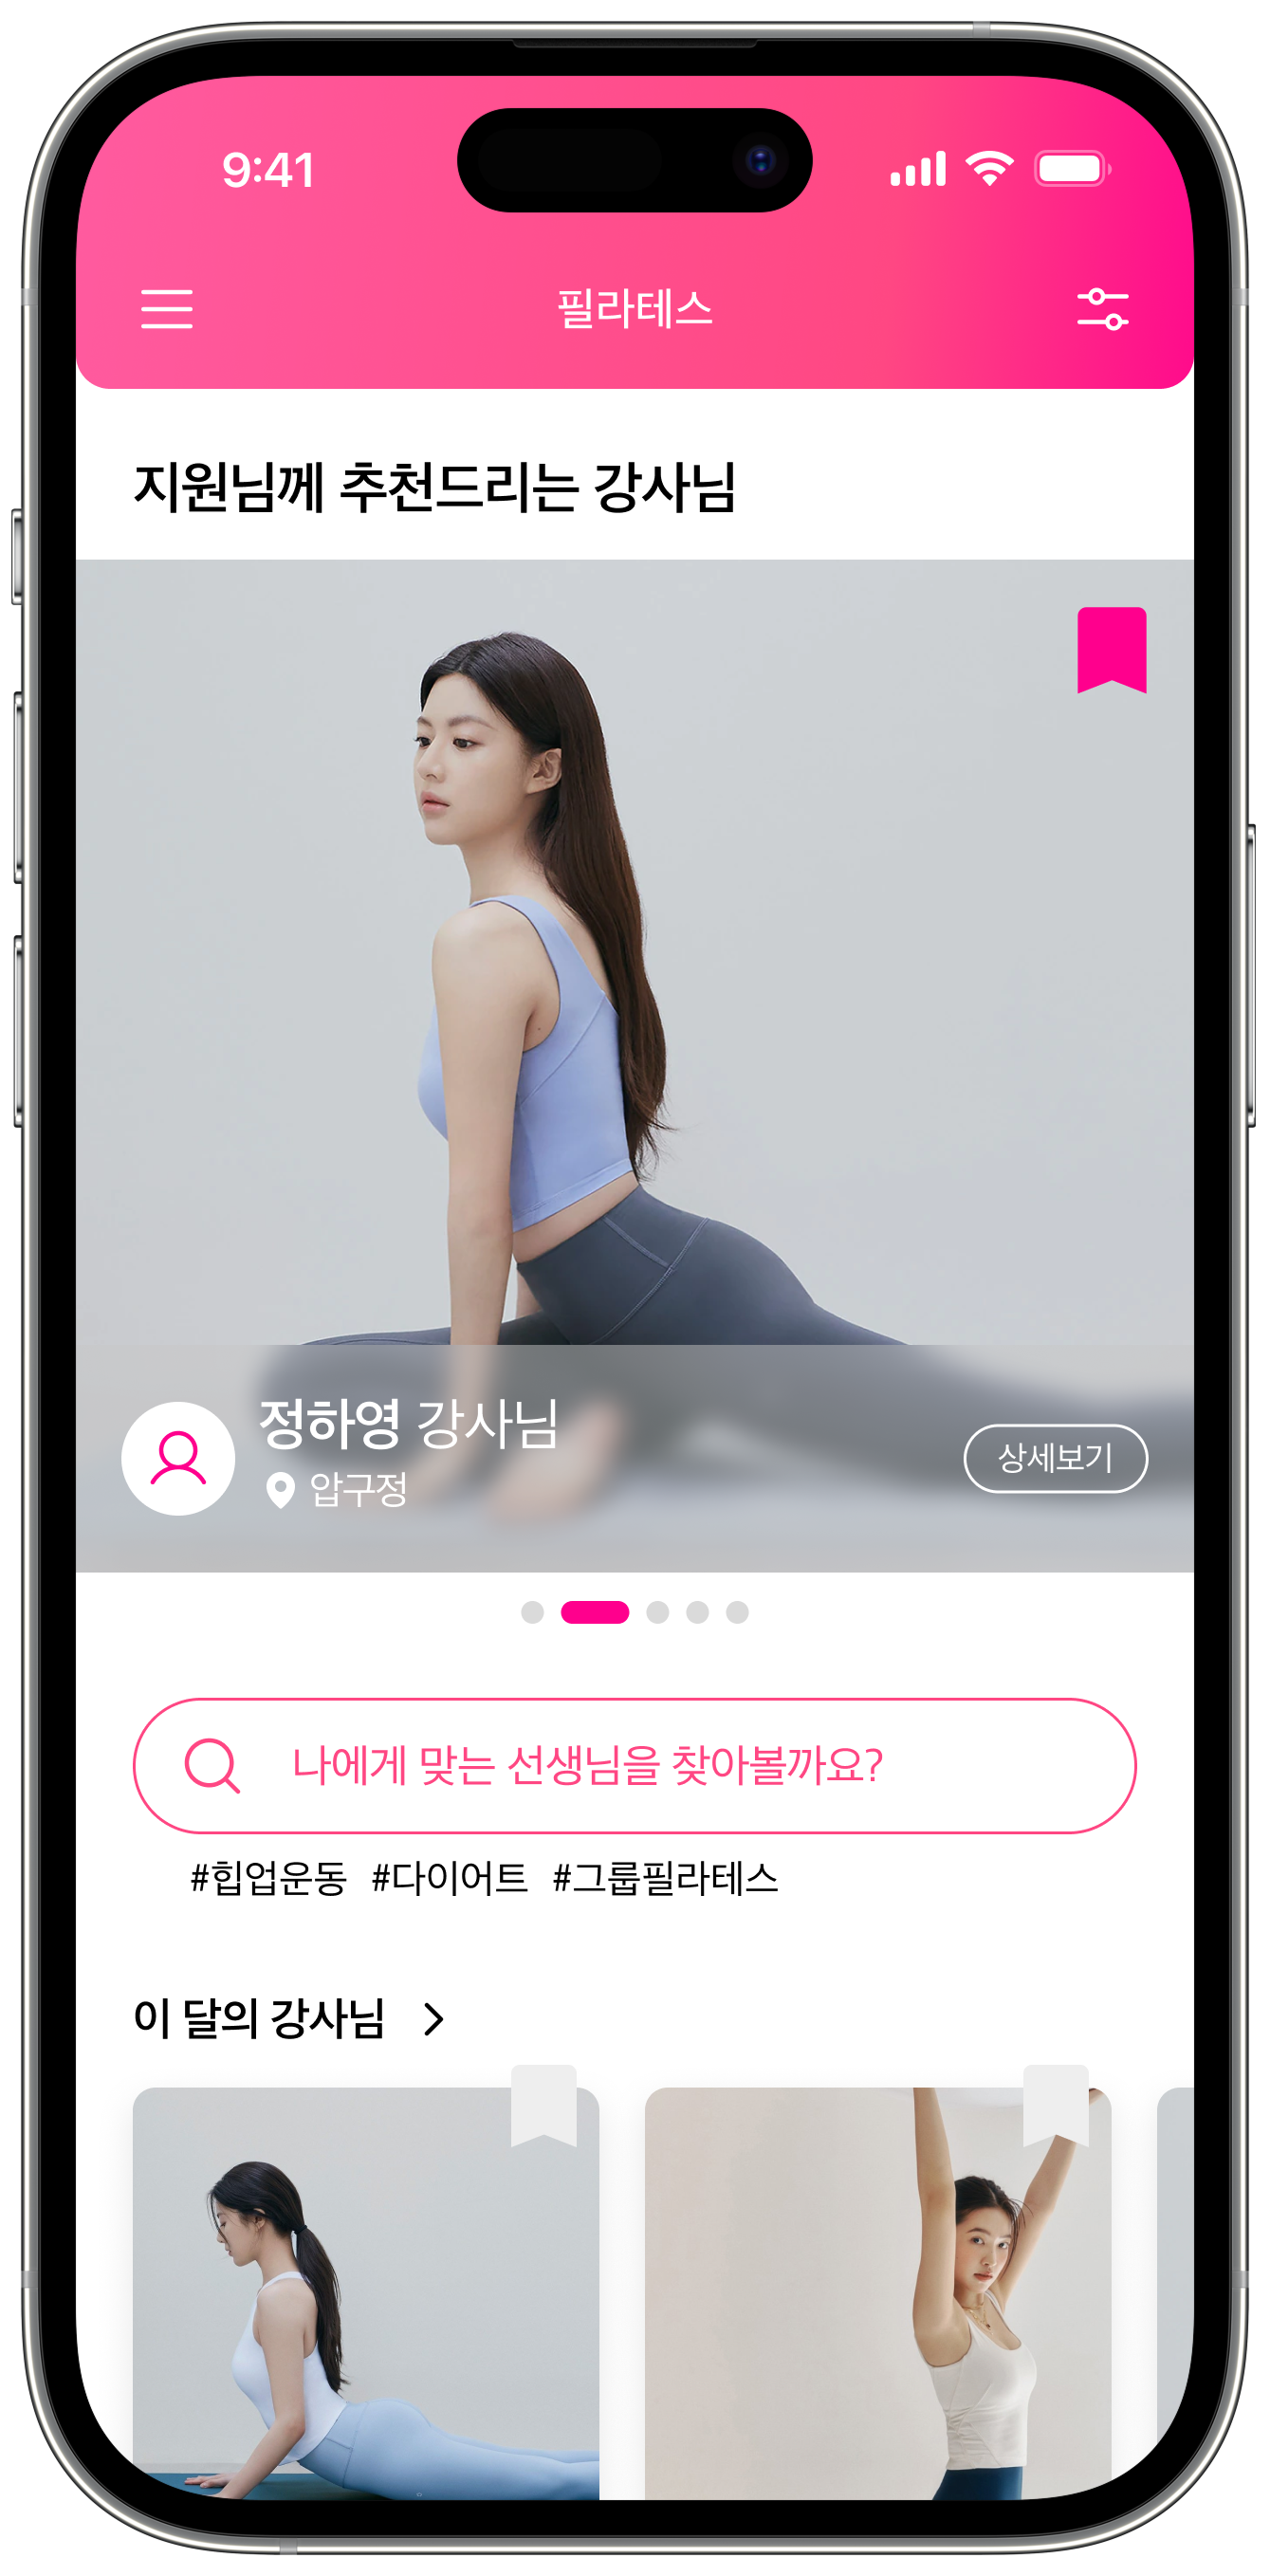 9:41
필라테스
지원님께 추천드리는 강사님
정하영 강사님
압구정
상세보기
나에게 맞는 선생님을 찾아볼까요?
#힙업운동 #다이어트 #그룹필라테스
이 달의 강사님